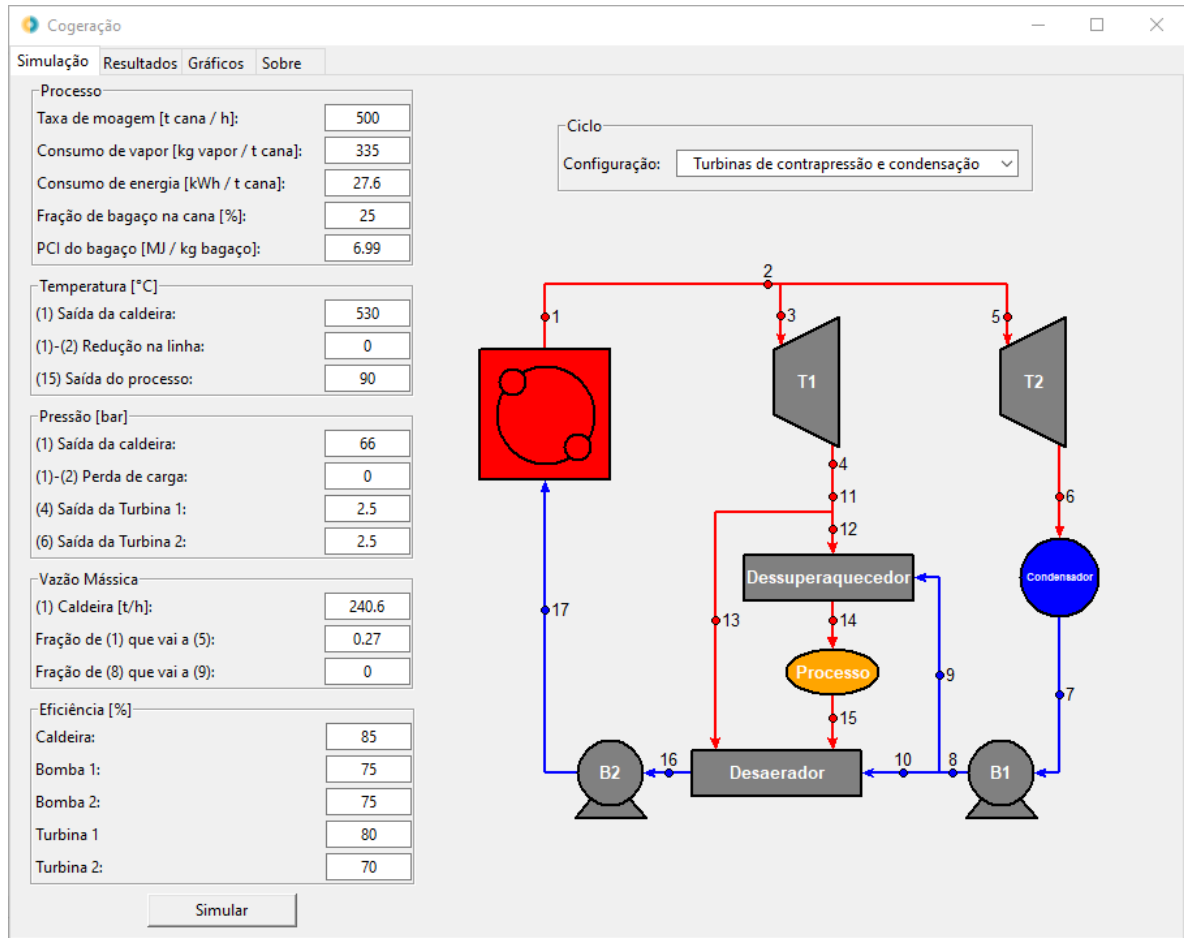 Cogeração
Simulação Resultados Gráficos Sobre
Processo
Taxa de moagem [t cana / h]: 500
Consumo de vapor [kg vapor / t cana]: 335
Consumo de energia [kWh / t cana]: 27.6
Fração de bagaço na cana [%]: 25
PCI do bagaço [MJ / kg bagaço]: 6.99
Temperatura [°C]
(1) Saída da caldeira: 530
(1)-(2) Redução na linha: 0
(15) Saída do processo: 90
Pressão [bar]
(1) Saída da caldeira: 66
(1)-(2) Perda de carga: 0
(4) Saída da Turbina 1: 2.5
(6) Saída da Turbina 2: 2.5
Vazão Mássica
(1) Caldeira [t/h]: 240.6
Fração de (1) que vai a (5): 0.27
Fração de (8) que vai a (9): 0
Eficiência [%]
Caldeira: 85
Bomba 1: 75
Bomba 2: 75
Turbina 1 80
Turbina 2: 70
Simular
Ciclo
Configuração: Turbinas de contrapressão e condensação
2
1 3 5
T1 T2
4
11 6
12
Dessuperaquecedor Condensador
17 13 14
Processo 9 7
15
16 10 8
B2 Desaerador B1